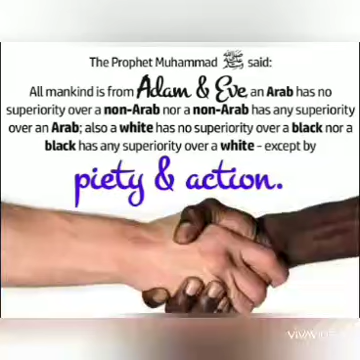 The Prophet Muhammad ﷺ said:
All mankind is from Adam & Eve an Arab has no
superiority over a non-Arab nor a non-Arab has any superiority
over an Arab; also a white has no superiority over a black nor a
black has any superiority over a white - except by
piety & action.